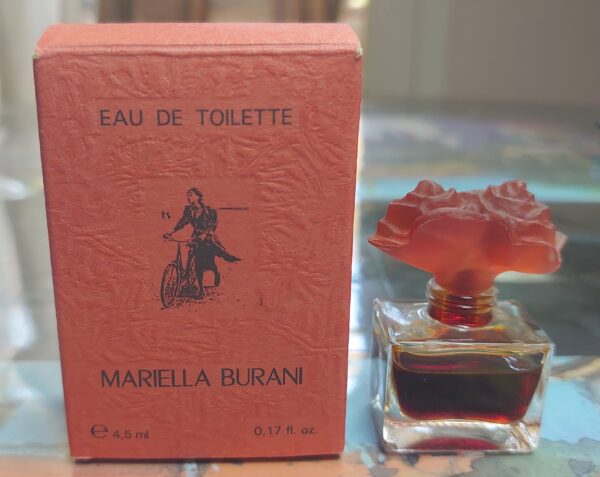 EAU DE TOILETTE
MARIELLA BURANI
℮ 4,5 ml 0.17 fl. oz.